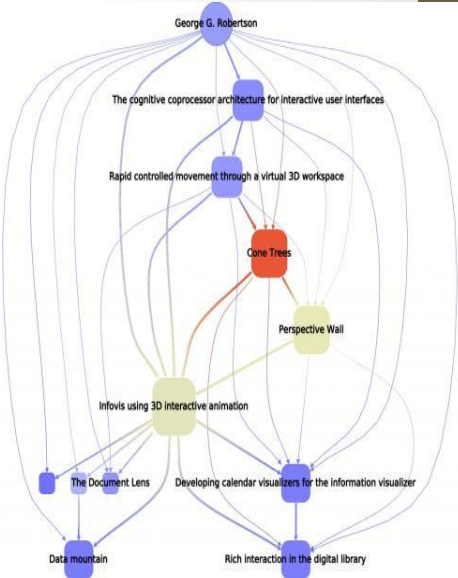 George G. Robertson
The cognitive coprocessor architecture for interactive user interfaces
Rapid controlled movement through a virtual 3D workspace
Cone Trees
Perspective Wall
Infovis using 3D interactive animation
The Document Lens
Developing calendar visualizers for the information visualizer
Data mountain
Rich interaction in the digital library